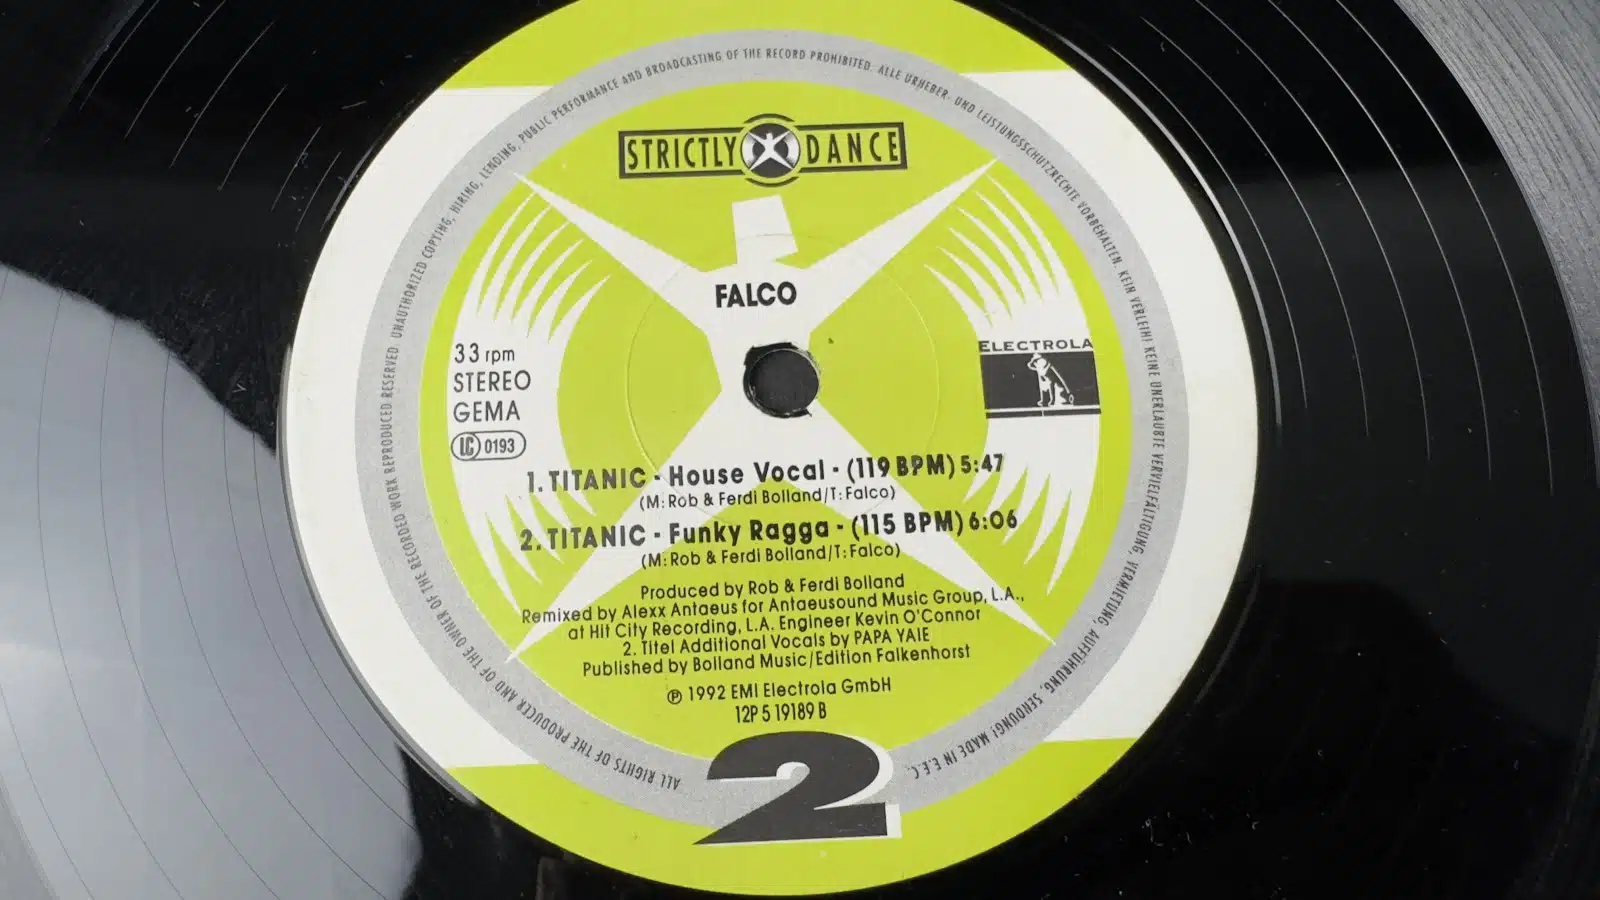 STRICTLY DANCE
FALCO
33 rpm
STEREO
GEMA
LC 0193
ELECTROLA
1. TITANIC - House Vocal - (119 BPM) 5:47
(M: Rob & Ferdi Bolland/T: Falco)
2. TITANIC - Funky Ragga - (115 BPM) 6:06
(M: Rob & Ferdi Bolland/T: Falco)
Produced by Rob & Ferdi Bolland
Remixed by Alexx Antaeus for Antaeusound Music Group, L.A.,
at Hit City Recording, L.A. Engineer Kevin O'Connor
2. Titel Additional Vocals by PAPA YAIE
Published by Bolland Music/Edition Falkenhorst
℗ 1992 EMI Electrola GmbH
12P 5 19189 B
2
ALL RIGHTS OF THE PRODUCER AND OF THE OWNER OF THE RECORDED WORK REPRODUCED RESERVED. UNAUTHORIZED COPYING, HIRING, LENDING, PUBLIC PERFORMANCE AND BROADCASTING OF THE RECORD PROHIBITED. ALLE URHEBER- UND LEISTUNGSSCHUTZRECHTE VORBEHALTEN. KEIN VERLEIH! KEINE UNERLAUBTE VERVIELFÄLTIGUNG, VERMIETUNG, AUFFÜHRUNG, SENDUNG! MADE IN E.E.C.